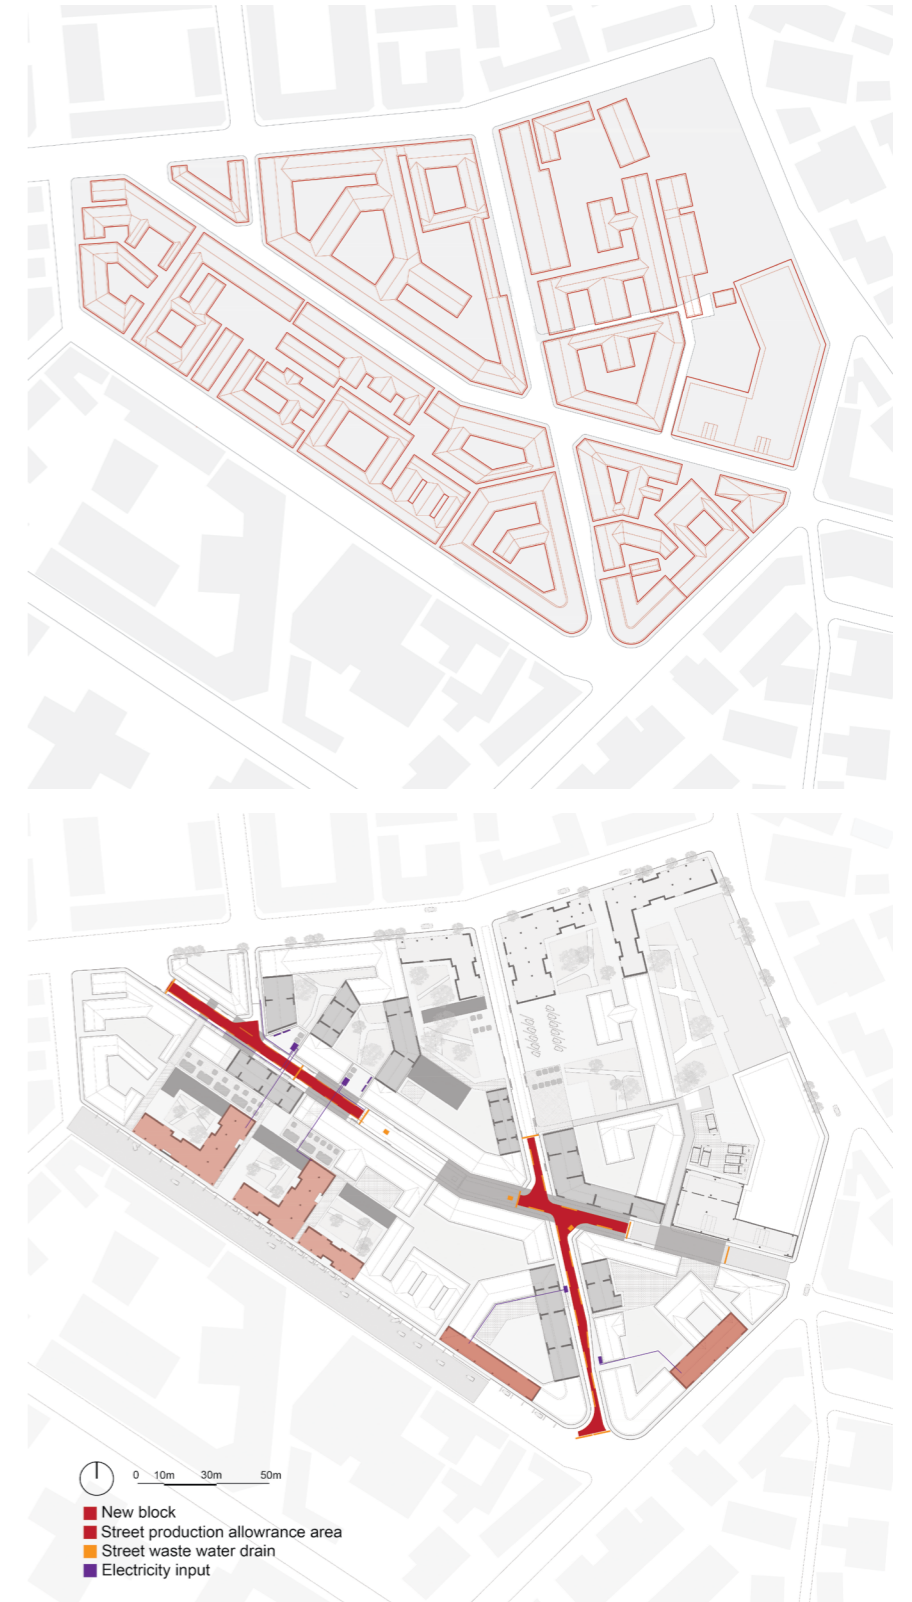 0 10m 30m 50m
New block
Street production allowrance area
Street waste water drain
Electricity input